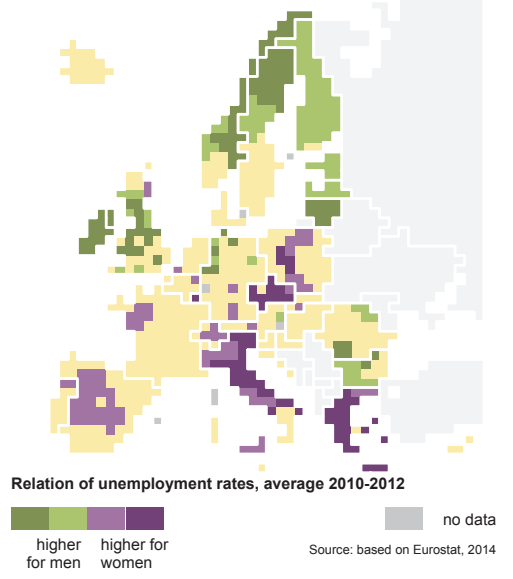 Relation of unemployment rates, average 2010-2012
higher
for men
higher for
women
no data
Source: based on Eurostat, 2014